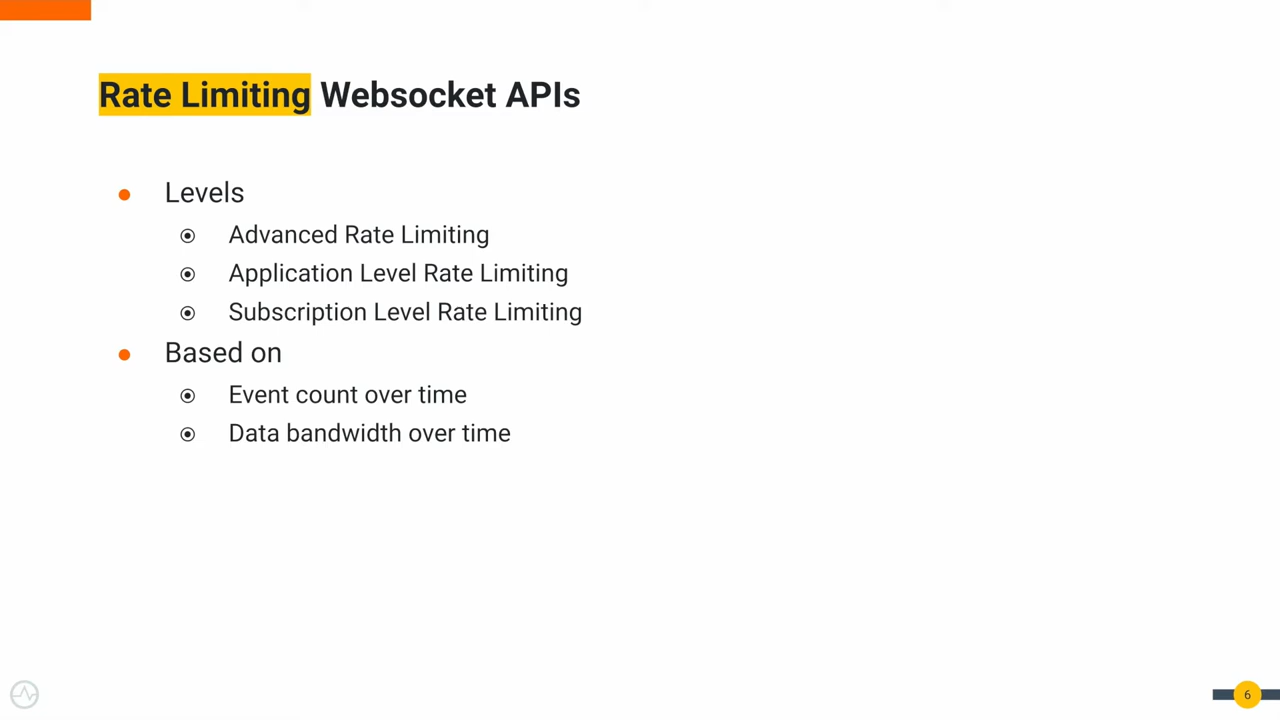 Rate Limiting Websocket APIs
Levels
Advanced Rate Limiting
Application Level Rate Limiting
Subscription Level Rate Limiting
Based on
Event count over time
Data bandwidth over time
6